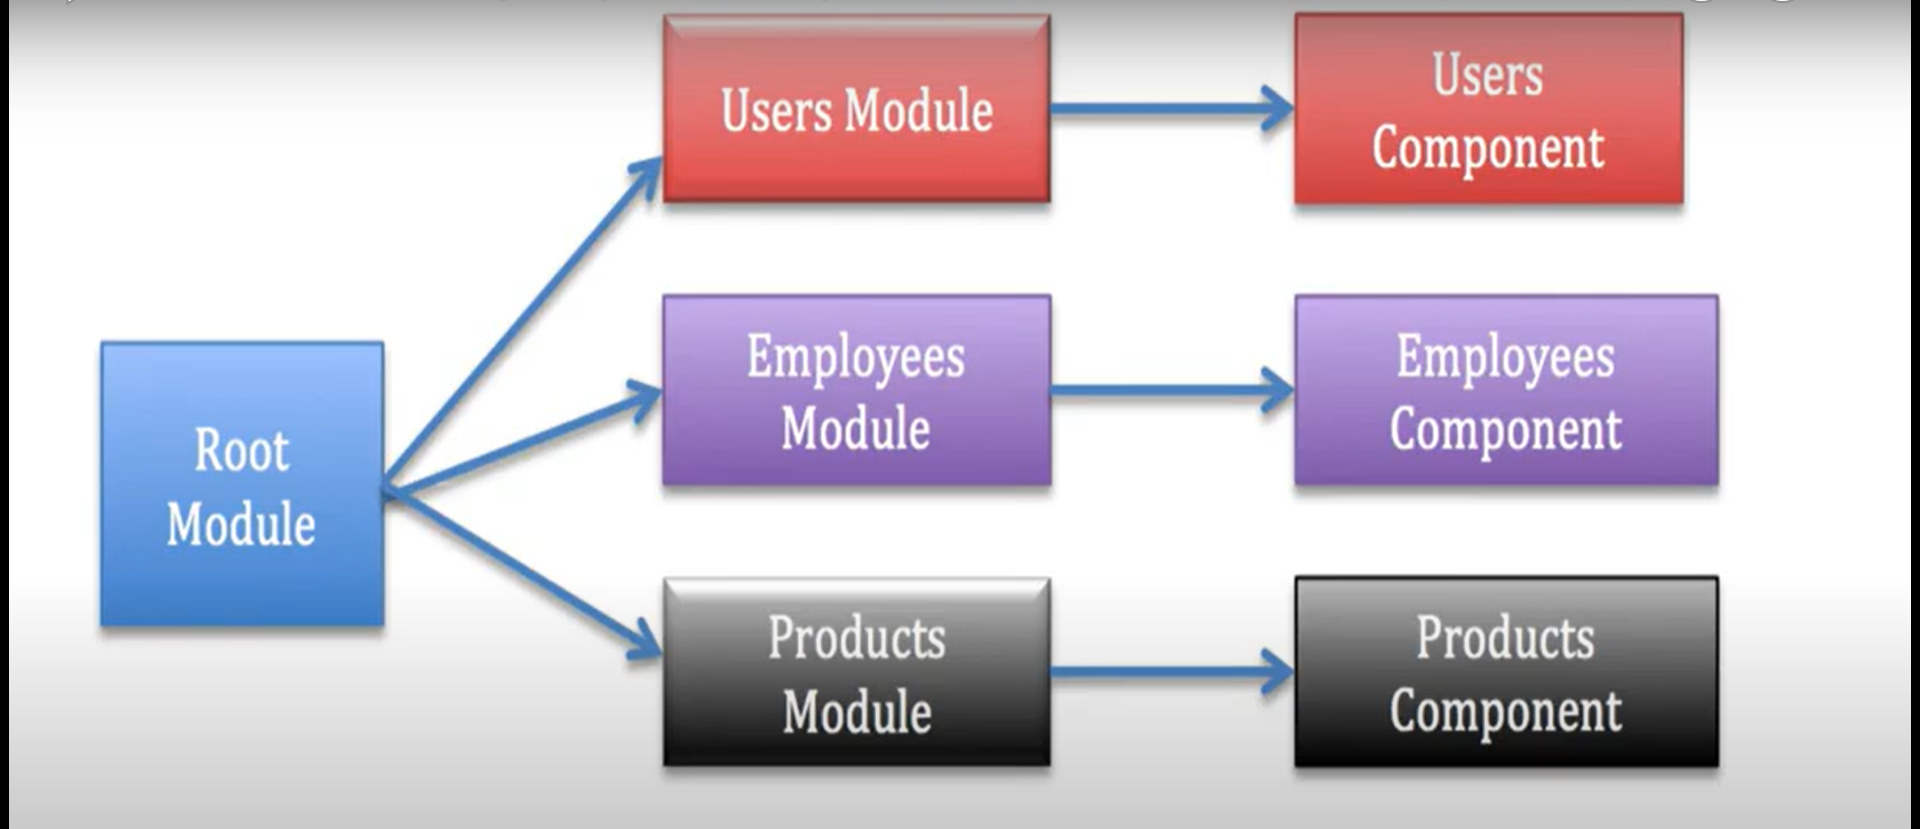 Users Module
Users
Component
Root
Module
Employees
Module
Employees
Component
Products
Module
Products
Component